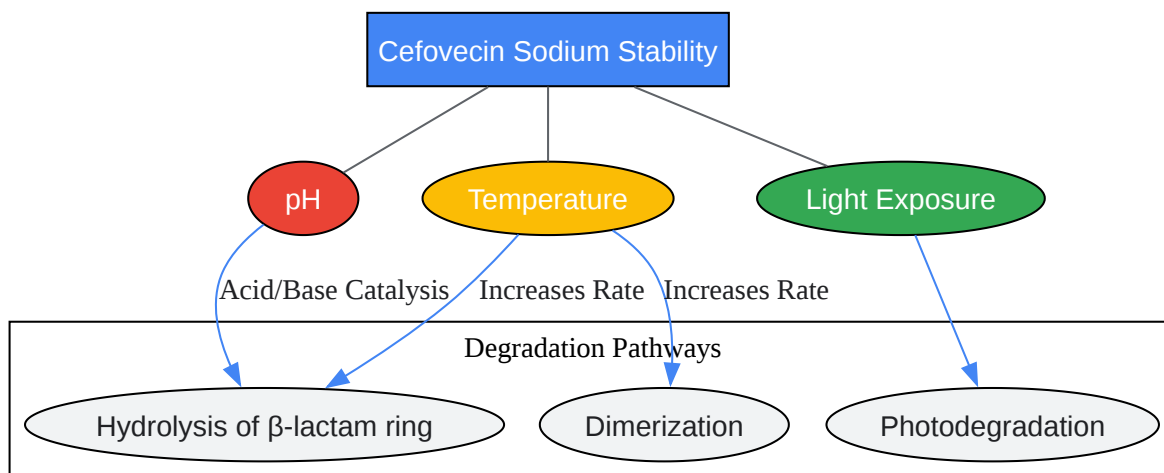 Cefovecin Sodium Stability
pH
Temperature
Light Exposure
Acid/Base Catalysis
Increases Rate
Increases Rate
Degradation Pathways
Hydrolysis of β-lactam ring
Dimerization
Photodegradation